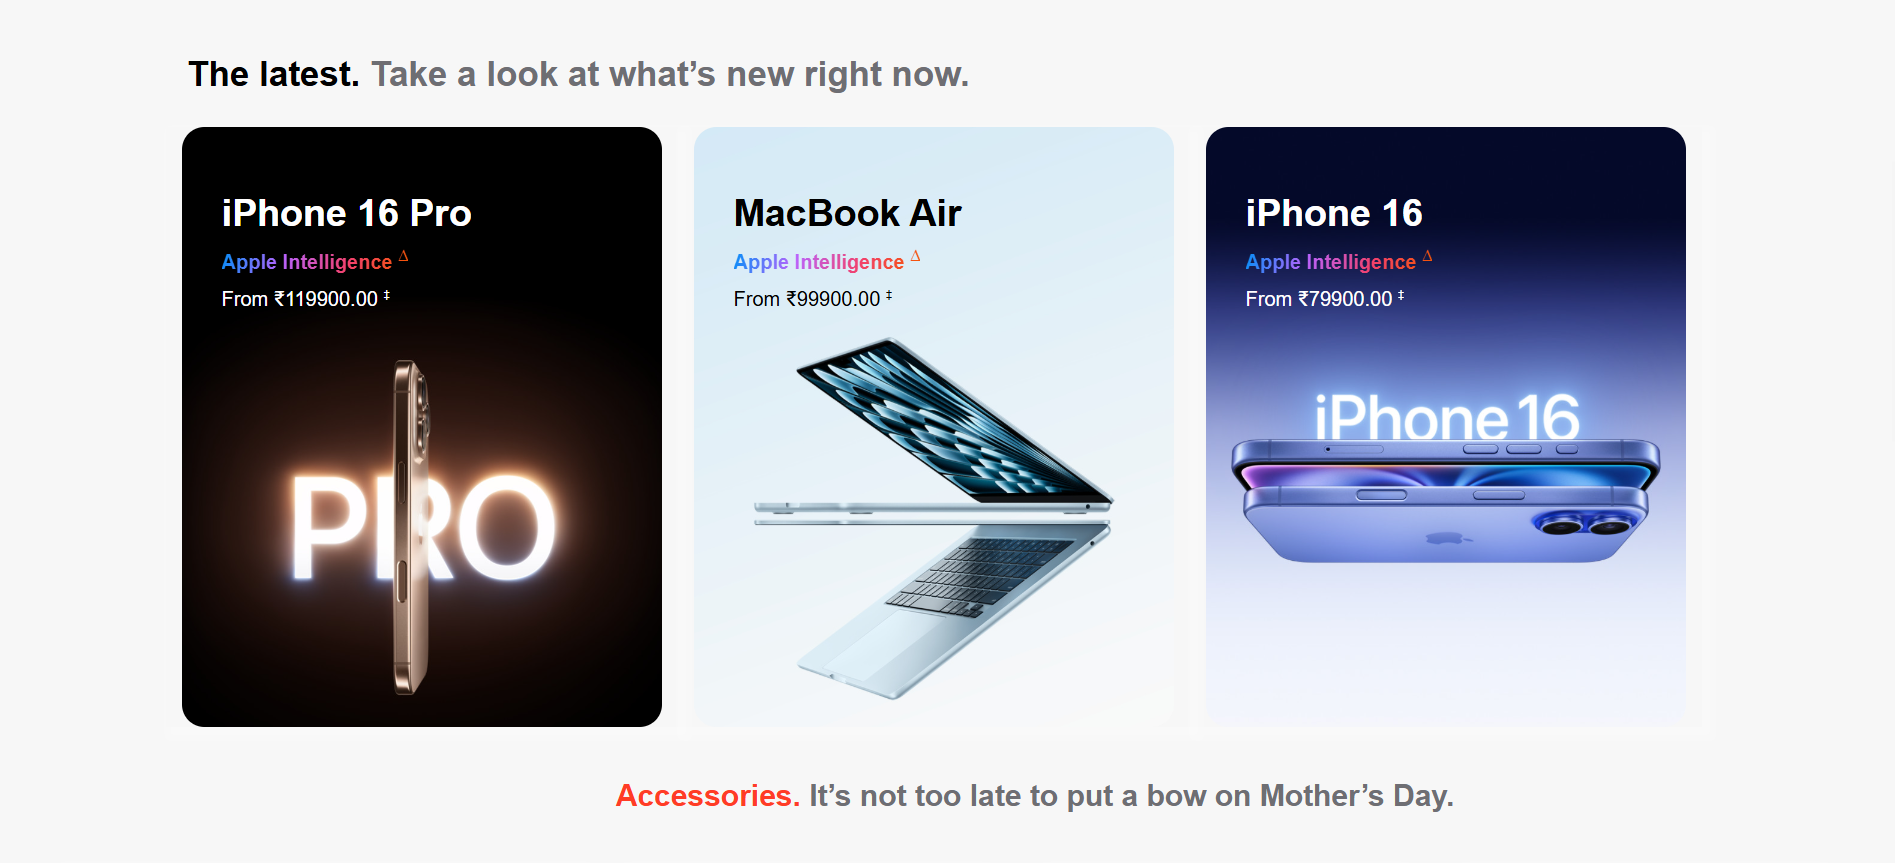 The latest. Take a look at what’s new right now.
iPhone 16 Pro
Apple Intelligence Δ
From ₹119900.00 ‡
PRO
MacBook Air
Apple Intelligence Δ
From ₹99900.00 ‡
iPhone 16
Apple Intelligence Δ
From ₹79900.00 ‡
iPhone 16
Accessories. It’s not too late to put a bow on Mother’s Day.